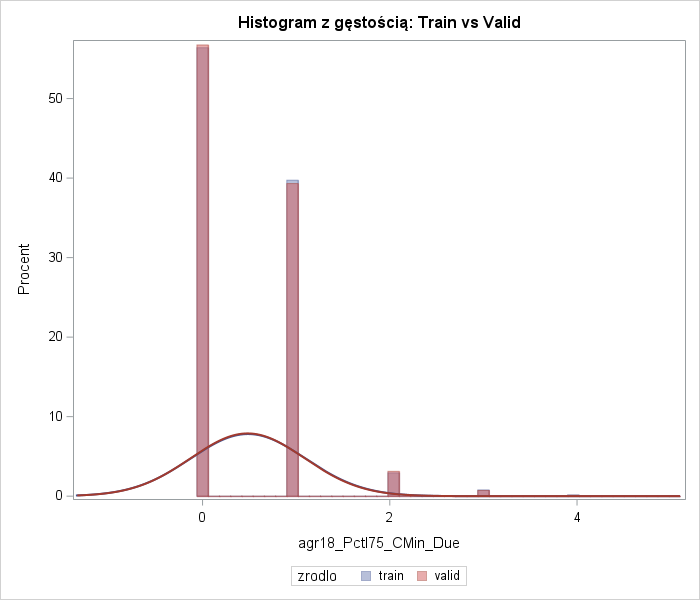 Histogram z gęstością: Train vs Valid
Procent
50
40
30
20
10
0
0 2 4
agr18_Pctl75_CMin_Due
zrodlo train valid